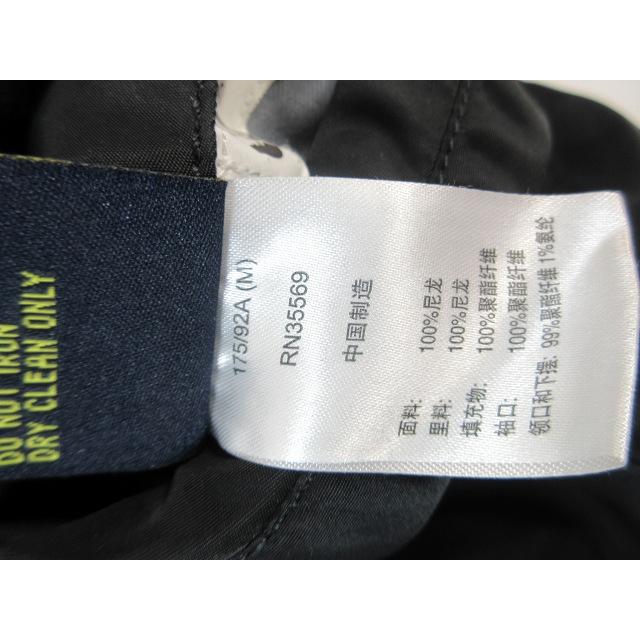 DO NOT IRON
DRY CLEAN ONLY
175/92A (M)
RN35569
中国制造
面料: 100%尼龙
里料: 100%尼龙
填充物: 100%聚酯纤维
袖口: 100%聚酯纤维
领口和下摆: 99%聚酯纤维 1%氨纶